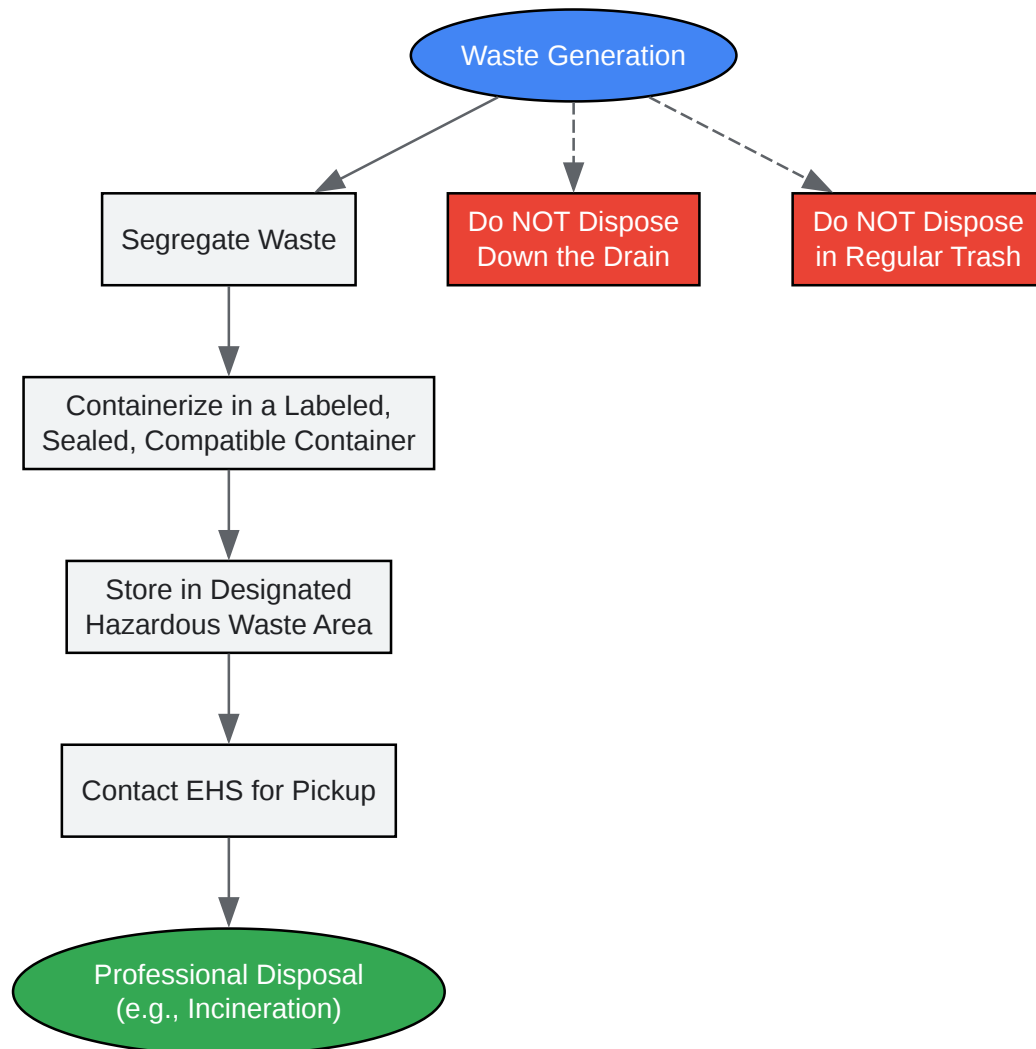 Waste Generation
Segregate Waste
Do NOT Dispose
Down the Drain
Do NOT Dispose
in Regular Trash
Containerize in a Labeled,
Sealed, Compatible Container
Store in Designated
Hazardous Waste Area
Contact EHS for Pickup
Professional Disposal
(e.g., Incineration)